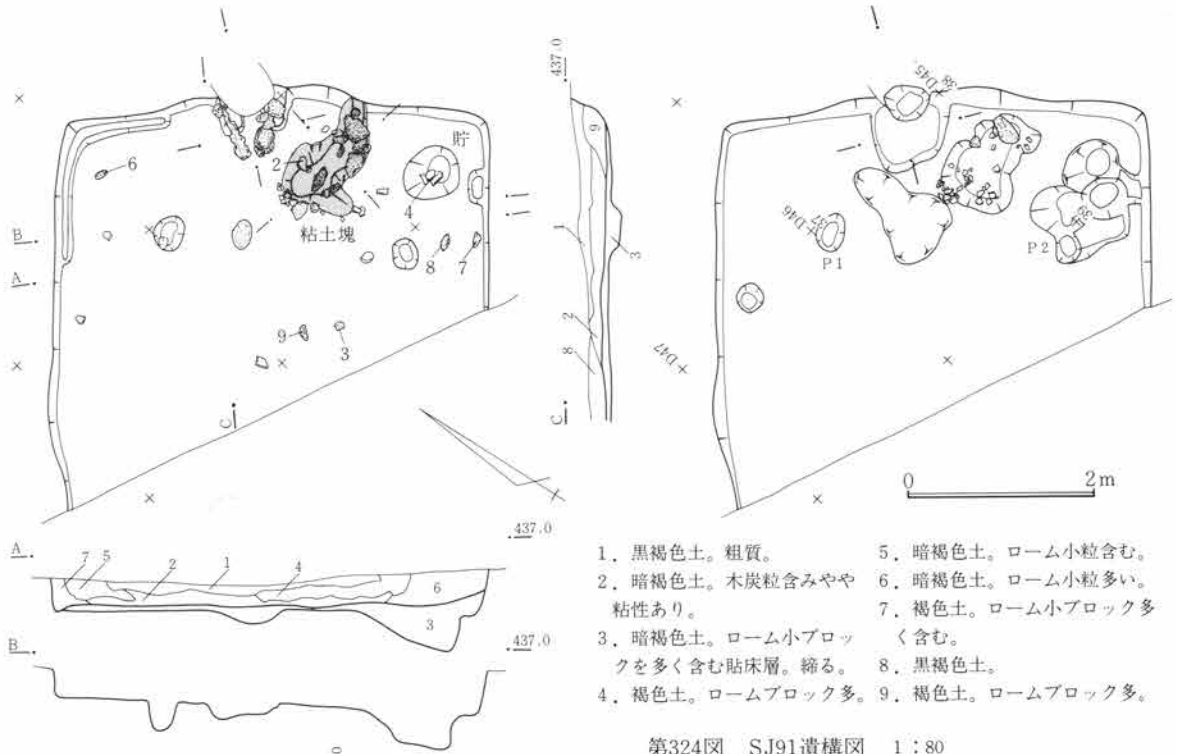 437.0
+D45, 38
貯
6
2
4
9
粘土塊
B
A
8
7
9
3
C
1
3
2
8
C
+D46 37
39
P1
P2
+D47
0 2m
437.0
A
7 5 2 1 4 6 3
B
437.0
1．黒褐色土。粗質。
2．暗褐色土。木炭粒含みやや
粘性あり。
3．暗褐色土。ローム小ブロッ
クを多く含む貼床層。締る。
4．褐色土。ロームブロック多。
5．暗褐色土。ローム小粒含む。
6．暗褐色土。ローム小粒多い。
7．褐色土。ローム小ブロック多
く含む。
8．黒褐色土。
9．褐色土。ロームブロック多。
第324図 SJ91遺構図 1：80